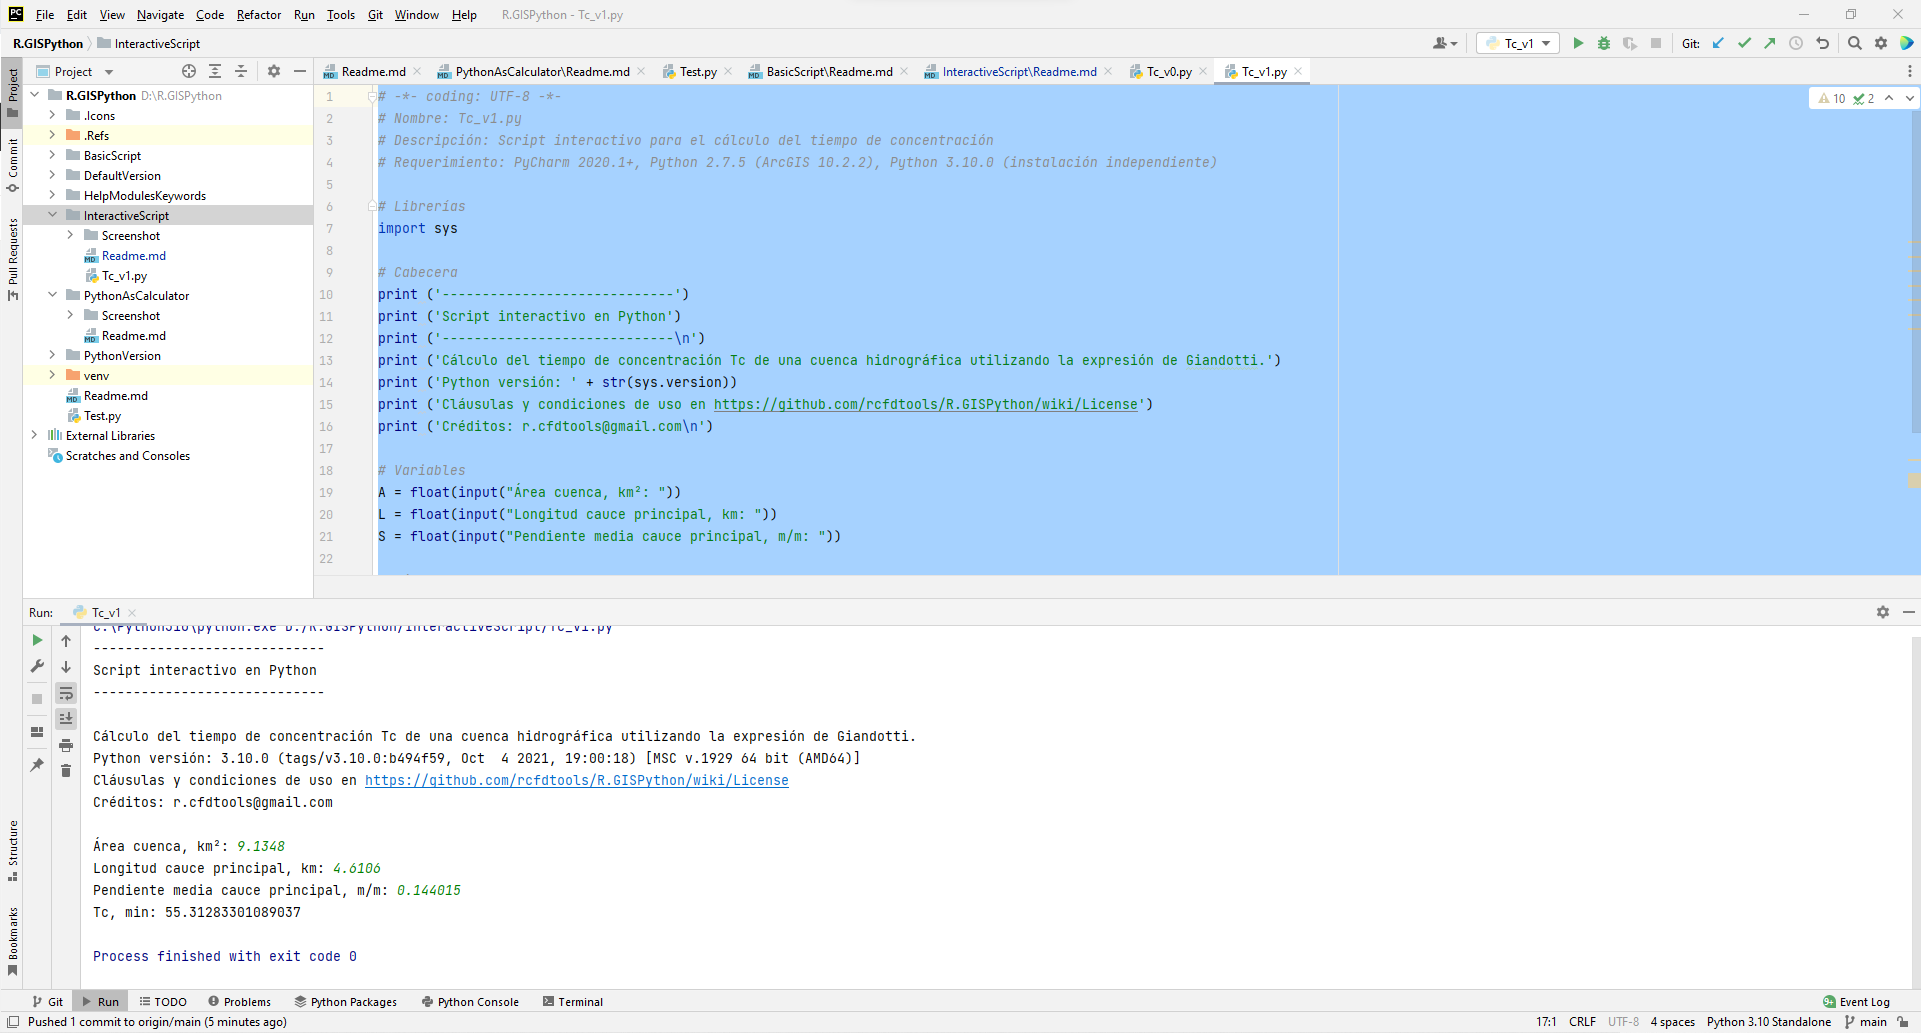 PC File Edit View Navigate Code Refactor Run Tools Git Window Help R.GISPython - Tc_v1.py
R.GISPython InteractiveScript Tc_v1 Git:
Project Readme.md PythonAsCalculator\Readme.md Test.py BasicScript\Readme.md InteractiveScript\Readme.md Tc_v0.py Tc_v1.py
Project
Commit
Pull Requests
R.GISPython D:\R.GISPython
.Icons
.Refs
BasicScript
DefaultVersion
HelpModulesKeywords
InteractiveScript
Screenshot
Readme.md
Tc_v1.py
PythonAsCalculator
Screenshot
Readme.md
PythonVersion
venv
Readme.md
Test.py
External Libraries
Scratches and Consoles
10 2
1 # -*- coding: UTF-8 -*-
2 # Nombre: Tc_v1.py
3 # Descripción: Script interactivo para el cálculo del tiempo de concentración
4 # Requerimiento: PyCharm 2020.1+, Python 2.7.5 (ArcGIS 10.2.2), Python 3.10.0 (instalación independiente)
5
6 # Librerías
7 import sys
8
9 # Cabecera
10 print ('-----------------------------')
11 print ('Script interactivo en Python')
12 print ('-----------------------------\n')
13 print ('Cálculo del tiempo de concentración Tc de una cuenca hidrográfica utilizando la expresión de Giandotti.')
14 print ('Python versión: ' + str(sys.version))
15 print ('Cláusulas y condiciones de uso en https://github.com/rcfdtools/R.GISPython/wiki/License')
16 print ('Créditos: r.cfdtools@gmail.com\n')
17
18 # Variables
19 A = float(input("Área cuenca, km²: "))
20 L = float(input("Longitud cauce principal, km: "))
21 S = float(input("Pendiente media cauce principal, m/m: "))
22
Run: Tc_v1
C:\Python310\python.exe D:/R.GISPython/InteractiveScript/Tc_v1.py
-----------------------------
Script interactivo en Python
-----------------------------
Cálculo del tiempo de concentración Tc de una cuenca hidrográfica utilizando la expresión de Giandotti.
Python versión: 3.10.0 (tags/v3.10.0:b494f59, Oct  4 2021, 19:00:18) [MSC v.1929 64 bit (AMD64)]
Cláusulas y condiciones de uso en https://github.com/rcfdtools/R.GISPython/wiki/License
Créditos: r.cfdtools@gmail.com
Área cuenca, km²: 9.1348
Longitud cauce principal, km: 4.6106
Pendiente media cauce principal, m/m: 0.144015
Tc, min: 55.31283301089037
Process finished with exit code 0
Structure
Bookmarks
Git Run TODO Problems Python Packages Python Console Terminal 9+ Event Log
Pushed 1 commit to origin/main (5 minutes ago) 17:1 CRLF UTF-8 4 spaces Python 3.10 Standalone main